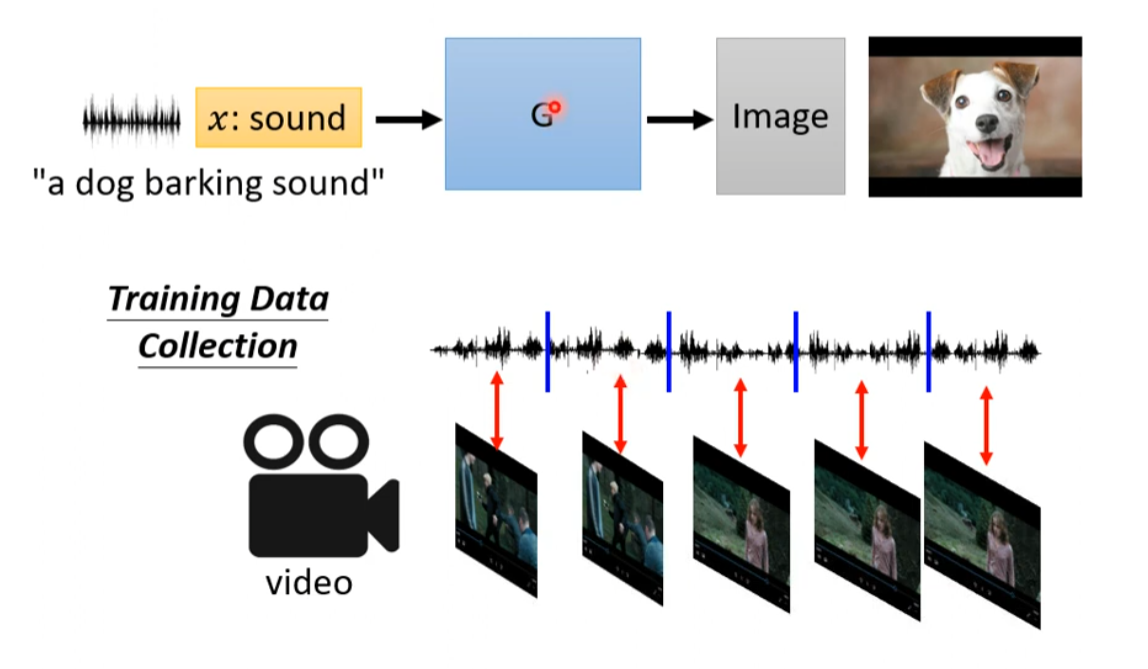 x: sound
G
Image
"a dog barking sound"
Training Data
Collection
video